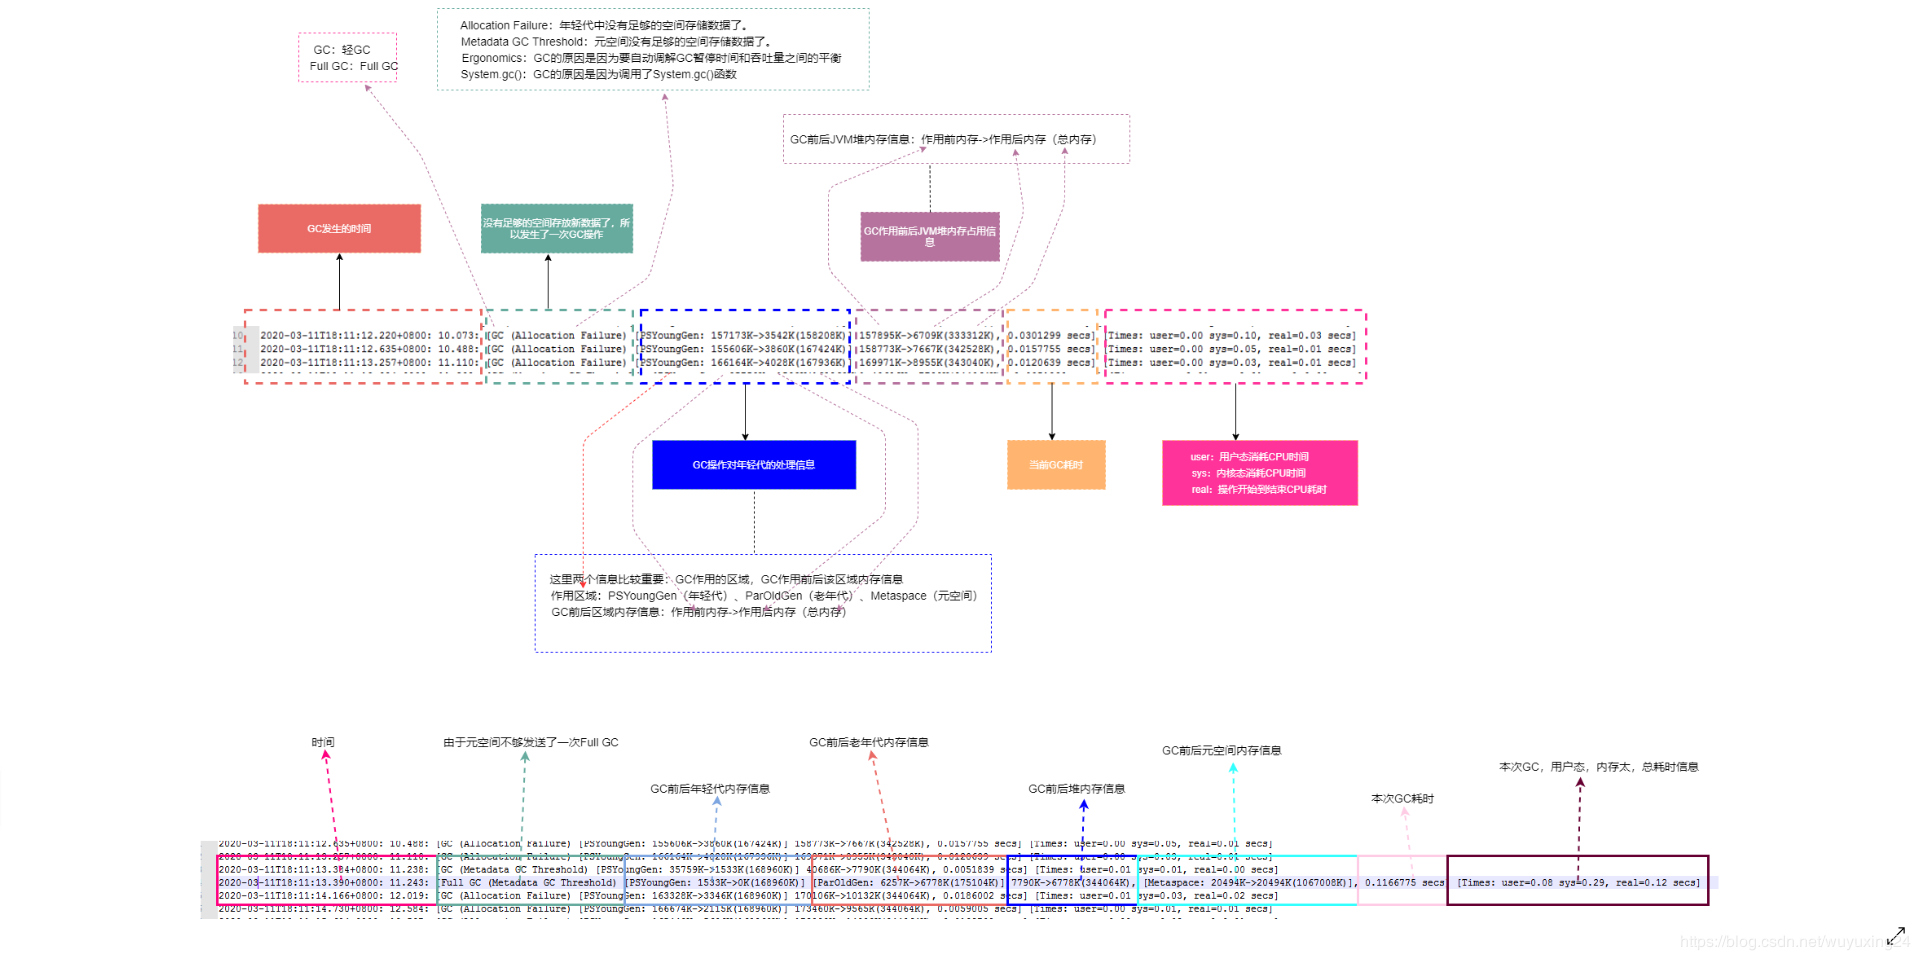 Allocation Failure：年轻代中没有足够的空间存储数据了。
Metadata GC Threshold：元空间没有足够的空间存储数据了。
Ergonomics：GC的原因是因为要自动调解GC暂停时间和吞吐量之间的平衡
System.gc()：GC的原因是因为调用了System.gc()函数
GC：轻GC
Full GC：Full GC
GC前后JVM堆内存信息：作用前内存->作用后内存（总内存）
GC发生的时间
没有足够的空间存放新数据了，所
以发生了一次GC操作
GC作用前后JVM堆内存占用信
息
10 2020-03-11T18:11:12.220+0800: 10.073: [GC (Allocation Failure) [PSYoungGen: 157173K->3542K(158208K)] 157895K->6709K(333312K), 0.0301299 secs] [Times: user=0.00 sys=0.10, real=0.03 secs]
11 2020-03-11T18:11:12.635+0800: 10.488: [GC (Allocation Failure) [PSYoungGen: 155606K->3860K(167424K)] 158773K->7667K(342528K), 0.0157755 secs] [Times: user=0.00 sys=0.05, real=0.01 secs]
12 2020-03-11T18:11:13.257+0800: 11.110: [GC (Allocation Failure) [PSYoungGen: 166164K->4028K(167936K)] 169971K->8955K(343040K), 0.0120639 secs] [Times: user=0.00 sys=0.03, real=0.01 secs]
GC操作对年轻代的处理信息
当前GC耗时
user：用户态消耗CPU时间
sys：内核态消耗CPU时间
real：操作开始到结束CPU耗时
这里两个信息比较重要：GC作用的区域，GC作用前后该区域内存信息
作用区域：PSYoungGen（年轻代）、ParOldGen（老年代）、Metaspace（元空间）
GC前后区域内存信息：作用前内存->作用后内存（总内存）
时间
由于元空间不够发送了一次Full GC
GC前后老年代内存信息
GC前后元空间内存信息
本次GC，用户态，内存太，总耗时信息
GC前后年轻代内存信息
GC前后堆内存信息
本次GC耗时
2020-03-11T18:11:12.635+0800: 10.488: [GC (Allocation Failure) [PSYoungGen: 155606K->3860K(167424K)] 158773K->7667K(342528K), 0.0157755 secs] [Times: user=0.00 sys=0.05, real=0.01 secs]
2020-03-11T18:11:13.257+0800: 11.110: [GC (Allocation Failure) [PSYoungGen: 166164K->4028K(167936K)] 169971K->8955K(343040K), 0.0120639 secs] [Times: user=0.00 sys=0.03, real=0.01 secs]
2020-03-11T18:11:13.384+0800: 11.238: [GC (Metadata GC Threshold) [PSYoungGen: 35759K->1533K(168960K)] 40686K->7790K(344064K), 0.0051839 secs] [Times: user=0.01 sys=0.01, real=0.00 secs]
2020-03-11T18:11:13.390+0800: 11.243: [Full GC (Metadata GC Threshold) [PSYoungGen: 1533K->0K(168960K)] [ParOldGen: 6257K->6778K(175104K)] 7790K->6778K(344064K), [Metaspace: 20494K->20494K(1067008K)], 0.1166775 secs] [Times: user=0.08 sys=0.29, real=0.12 secs]
2020-03-11T18:11:14.166+0800: 12.019: [GC (Allocation Failure) [PSYoungGen: 163328K->3346K(168960K)] 170106K->10132K(344064K), 0.0186002 secs] [Times: user=0.01 sys=0.03, real=0.02 secs]
2020-03-11T18:11:14.730+0800: 12.584: [GC (Allocation Failure) [PSYoungGen: 166674K->2115K(168960K)] 173460K->9565K(344064K), 0.0059005 secs] [Times: user=0.00 sys=0.01, real=0.01 secs]
https://blog.csdn.net/wuyuxing24